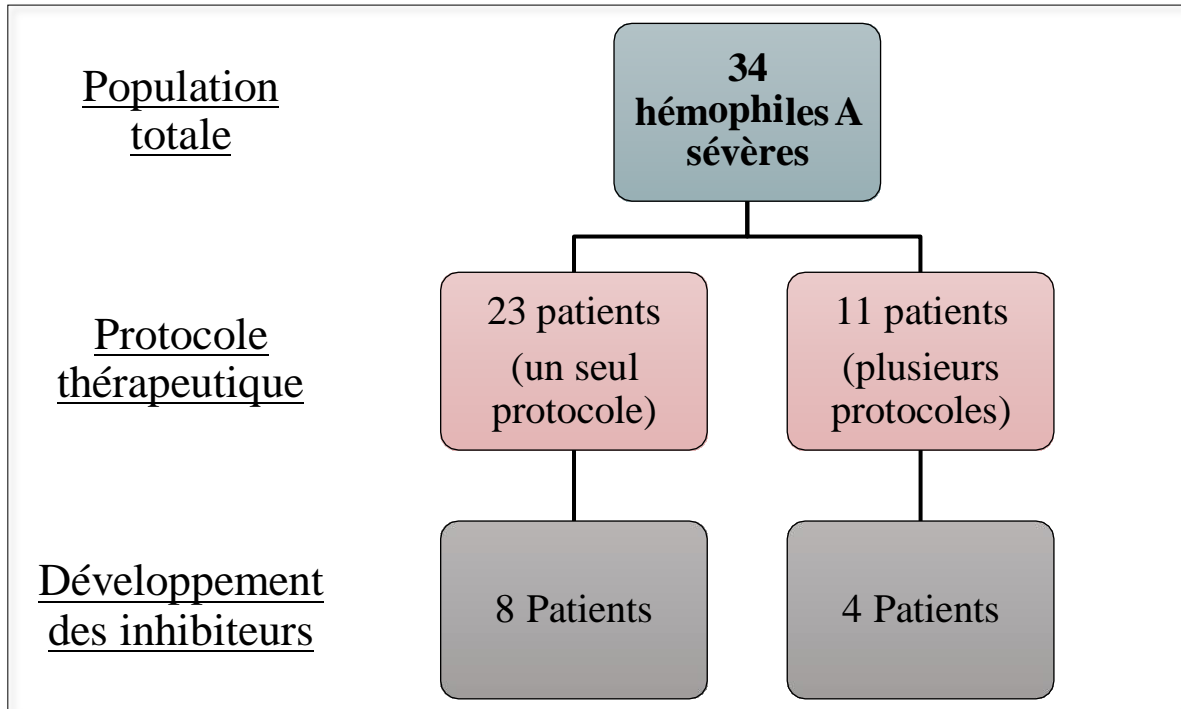 Population
totale
34
hémophiles A
sévères
Protocole
thérapeutique
23 patients
(un seul
protocole)
11 patients
(plusieurs
protocoles)
Développement
des inhibiteurs
8 Patients
4 Patients